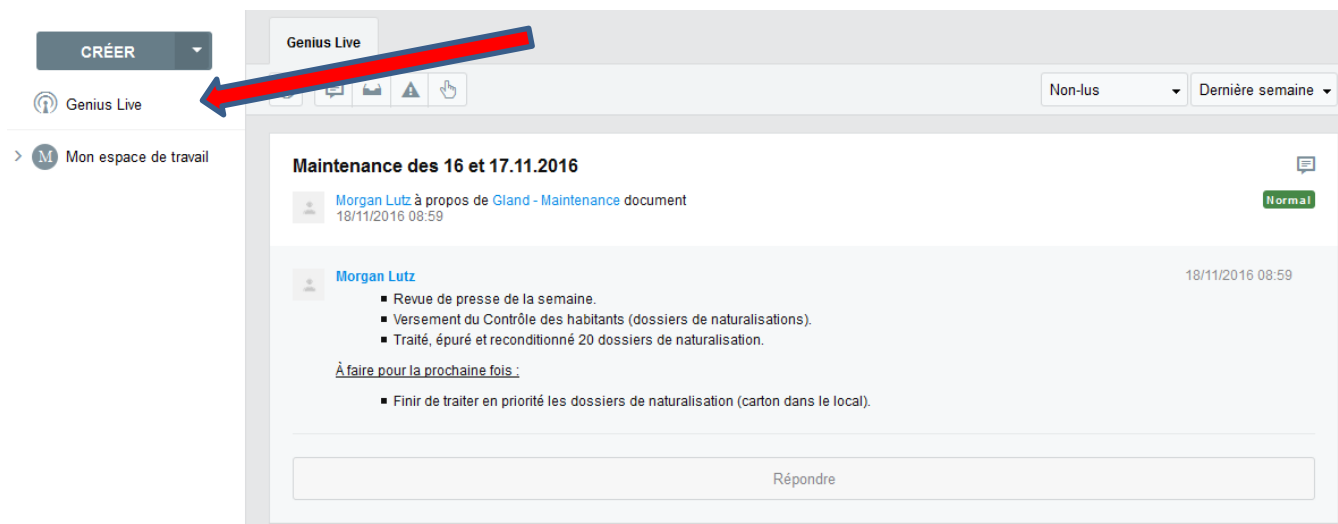 CRÉER
Genius Live
Mon espace de travail
Genius Live
Non-lus
Dernière semaine
Maintenance des 16 et 17.11.2016
Morgan Lutz à propos de Gland - Maintenance document
18/11/2016 08:59
Normal
Morgan Lutz
18/11/2016 08:59
Revue de presse de la semaine.
Versement du Contrôle des habitants (dossiers de naturalisations).
Traité, épuré et reconditionné 20 dossiers de naturalisation.
À faire pour la prochaine fois :
Finir de traiter en priorité les dossiers de naturalisation (carton dans le local).
Répondre